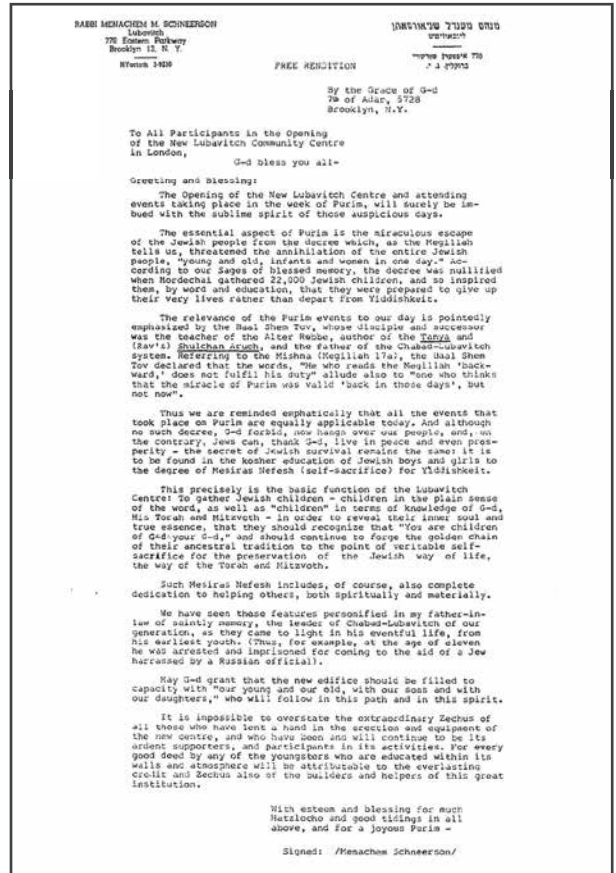 RABBI MENACHEM M. SCHNEERSON
Lubavitch
770 Eastern Parkway
Brooklyn 13, N. Y.
HYacinth 3-9250
מנחם מענדל שניאורסאהן
ליובאוויטש
770 איסטערן פארקוויי
ברוקלין, נ. י.
FREE RENDITION
By the Grace of G-d
7th of Adar, 5728
Brooklyn, N.Y.
To All Participants in the Opening
of the New Lubavitch Community Centre
in London,
G-d bless you all-
Greeting and Blessing:
The Opening of the New Lubavitch Centre and attending
events taking place in the week of Purim, will surely be im-
bued with the sublime spirit of those auspicious days.
The essential aspect of Purim is the miraculous escape
of the Jewish people from the decree which, as the Megillah
tells us, threatened the annihilation of the entire Jewish
people, "young and old, infants and women in one day." Ac-
cording to our Sages of blessed memory, the decree was nullified
when Mordechai gathered 22,000 Jewish children, and so inspired
them, by word and education, that they were prepared to give up
their very lives rather than depart from Yiddishkeit.
The relevance of the Purim events to our day is pointedly
emphasized by the Baal Shem Tov, whose disciple and successor
was the teacher of the Alter Rebbe, author of the Tanya and
(Rav's) Shulchan Aruch, and the father of the Chabad-Lubavitch
system. Referring to the Mishna (Megillah 17a), the Baal Shem
Tov declared that the words, "He who reads the Megillah 'back-
ward,' does not fulfil his duty" allude also to "one who thinks
that the miracle of Purim was valid 'back in those days', but
not now".
Thus we are reminded emphatically that all the events that
took place on Purim are equally applicable today. And although
no such decree, G-d forbid, now hangs over our people, and, on
the contrary, Jews can, thank G-d, live in peace and even pros-
perity - the secret of Jewish survival remains the same: it is
to be found in the kosher education of Jewish boys and girls to
the degree of Mesiras Nefesh (self-sacrifice) for Yiddishkeit.
This precisely is the basic function of the Lubavitch
Centre: To gather Jewish children - children in the plain sense
of the word, as well as "children" in terms of knowledge of G-d,
His Torah and Mitzvoth - in order to reveal their inner soul and
true essence, that they should recognize that "You are children
of G-d your G-d," and should continue to forge the golden chain
of their ancestral tradition to the point of veritable self-
sacrifice for the preservation of the Jewish way of life,
the way of the Torah and Mitzvoth.
Such Mesiras Nefesh includes, of course, also complete
dedication to helping others, both spiritually and materially.
We have seen these features personified in my father-in-
law of saintly memory, the leader of Chabad-Lubavitch of our
generation, as they came to light in his eventful life, from
his earliest youth. (Thus, for example, at the age of eleven
he was arrested and imprisoned for coming to the aid of a Jew
harrassed by a Russian official).
May G-d grant that the new edifice should be filled to
capacity with "our young and our old, with our sons and with
our daughters," who will follow in this path and in this spirit.
It is impossible to overstate the extraordinary Zechus of
all those who have lent a hand in the erection and equipment of
the new centre, and who have been and will continue to be its
ardent supporters, and participants in its activities. For every
good deed by any of the youngsters who are educated within its
walls and atmosphere will be attributable to the everlasting
credit and Zechus also of the builders and helpers of this great
institution.
With esteem and blessing for much
Hatzlocho and good tidings in all
above, and for a joyous Purim -
Signed: /Menachem Schneerson/